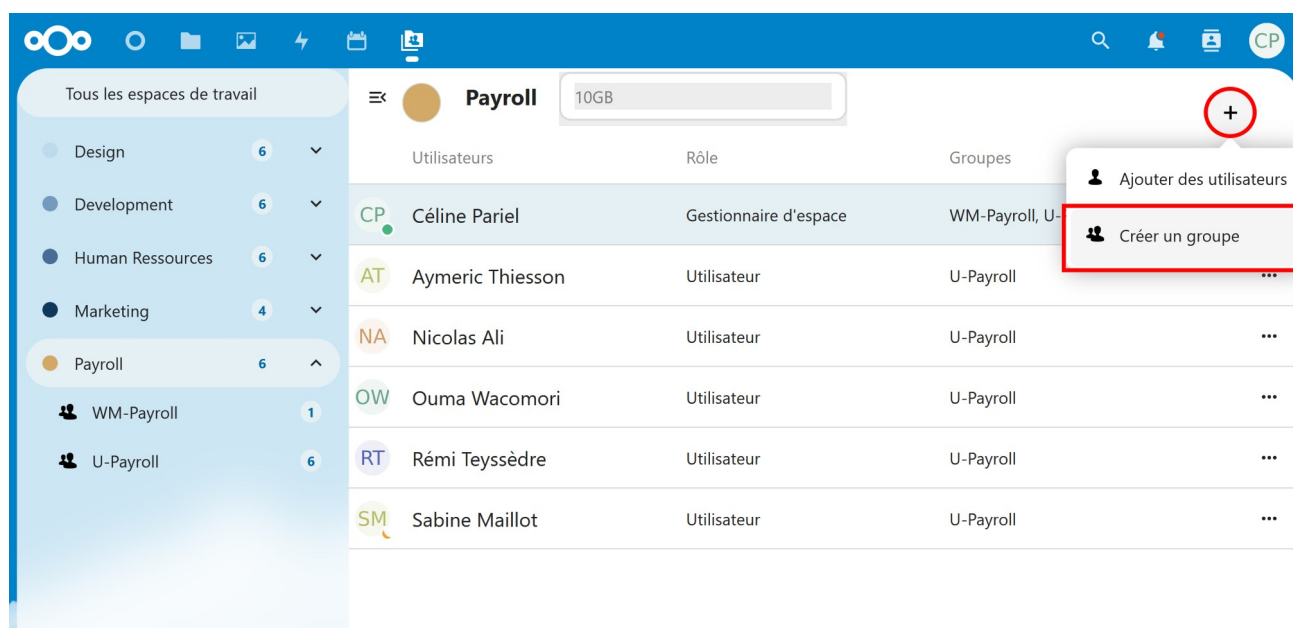 CP
Tous les espaces de travail
Payroll 10GB
+
Design 6
Utilisateurs Rôle Groupes
Ajouter des utilisateurs
Development 6
CP Céline Pariel Gestionnaire d'espace WM-Payroll, U-
Créer un groupe
Human Ressources 6
AT Aymeric Thiesson Utilisateur U-Payroll
Marketing 4
NA Nicolas Ali Utilisateur U-Payroll
Payroll 6
OW Ouma Wacomori Utilisateur U-Payroll
WM-Payroll 1
RT Rémi Teyssèdre Utilisateur U-Payroll
U-Payroll 6
SM Sabine Maillot Utilisateur U-Payroll